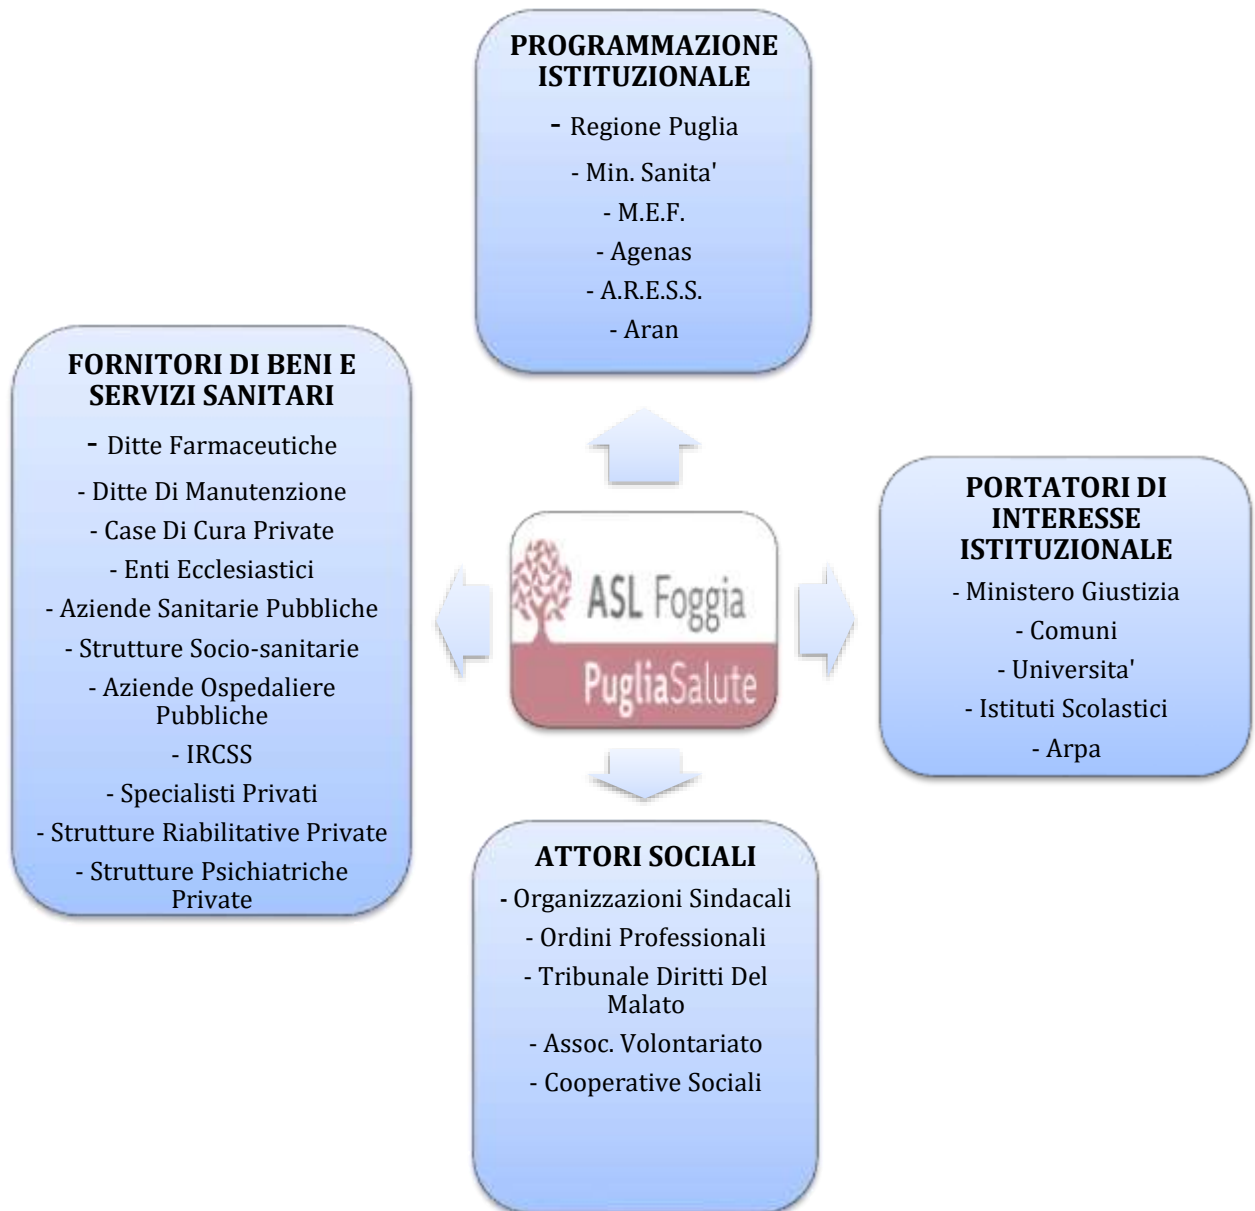 PROGRAMMAZIONE
ISTITUZIONALE
- Regione Puglia
- Min. Sanita'
- M.E.F.
- Agenas
- A.R.E.S.S.
- Aran
FORNITORI DI BENI E
SERVIZI SANITARI
- Ditte Farmaceutiche
- Ditte Di Manutenzione
- Case Di Cura Private
- Enti Ecclesiastici
- Aziende Sanitarie Pubbliche
- Strutture Socio-sanitarie
- Aziende Ospedaliere
Pubbliche
- IRCSS
- Specialisti Privati
- Strutture Riabilitative Private
- Strutture Psichiatriche
Private
ASL Foggia
PugliaSalute
PORTATORI DI
INTERESSE
ISTITUZIONALE
- Ministero Giustizia
- Comuni
- Universita'
- Istituti Scolastici
- Arpa
ATTORI SOCIALI
- Organizzazioni Sindacali
- Ordini Professionali
- Tribunale Diritti Del
Malato
- Assoc. Volontariato
- Cooperative Sociali